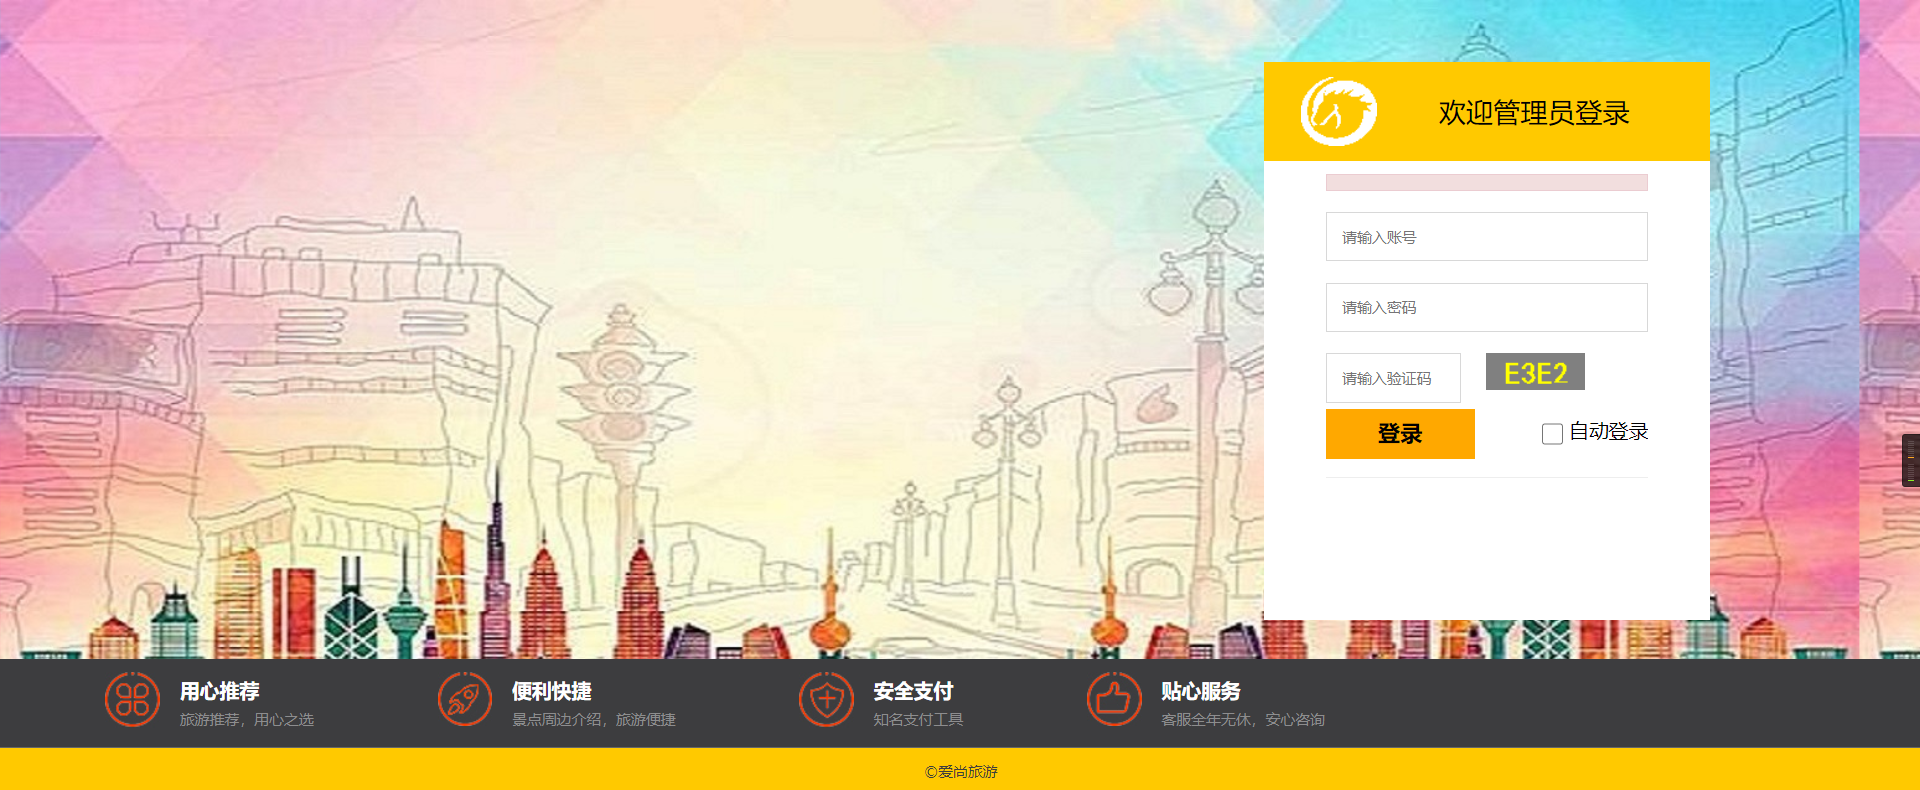 欢迎管理员登录
请输入账号
请输入密码
请输入验证码
E3E2
登录
自动登录
用心推荐
旅游推荐，用心之选
便利快捷
景点周边介绍，旅游便捷
安全支付
知名支付工具
贴心服务
客服全年无休，安心咨询
©爱尚旅游